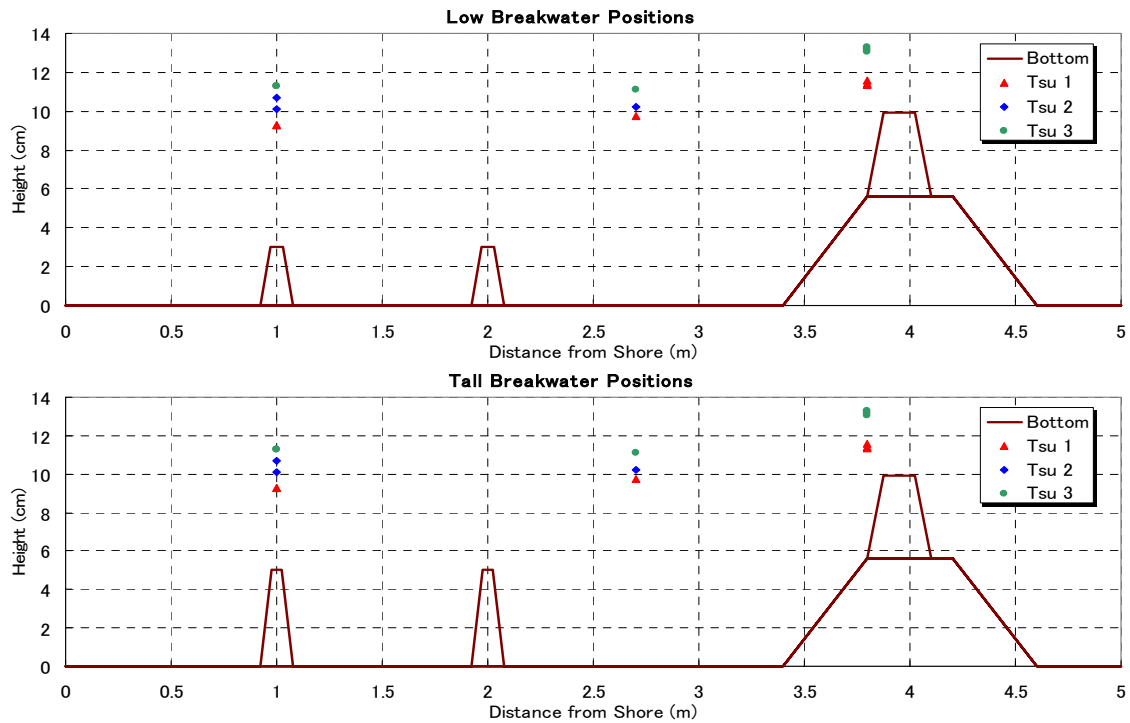 Low Breakwater Positions
14
12
10
8
6
4
2
0
Height (cm)
Bottom
Tsu 1
Tsu 2
Tsu 3
0 0.5 1 1.5 2 2.5 3 3.5 4 4.5 5
Distance from Shore (m)
Tall Breakwater Positions
14
12
10
8
6
4
2
0
Height (cm)
Bottom
Tsu 1
Tsu 2
Tsu 3
0 0.5 1 1.5 2 2.5 3 3.5 4 4.5 5
Distance from Shore (m)